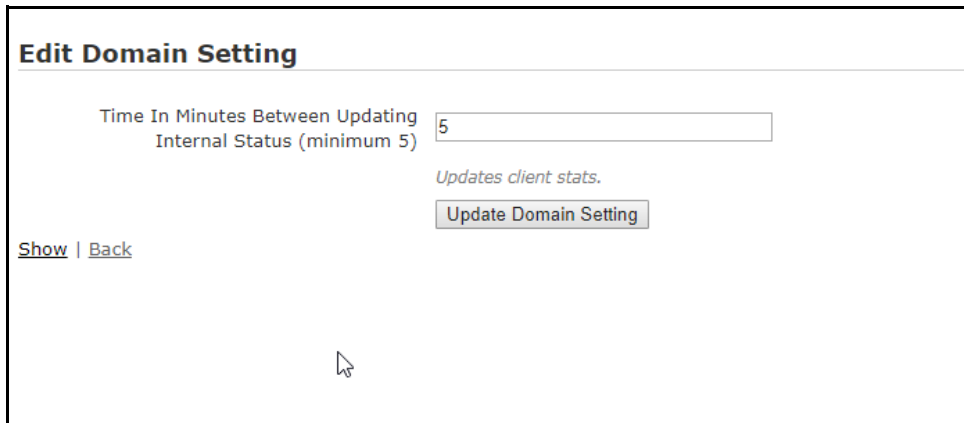 Edit Domain Setting
Time In Minutes Between Updating
Internal Status (minimum 5)
5
Updates client stats.
Update Domain Setting
Show | Back